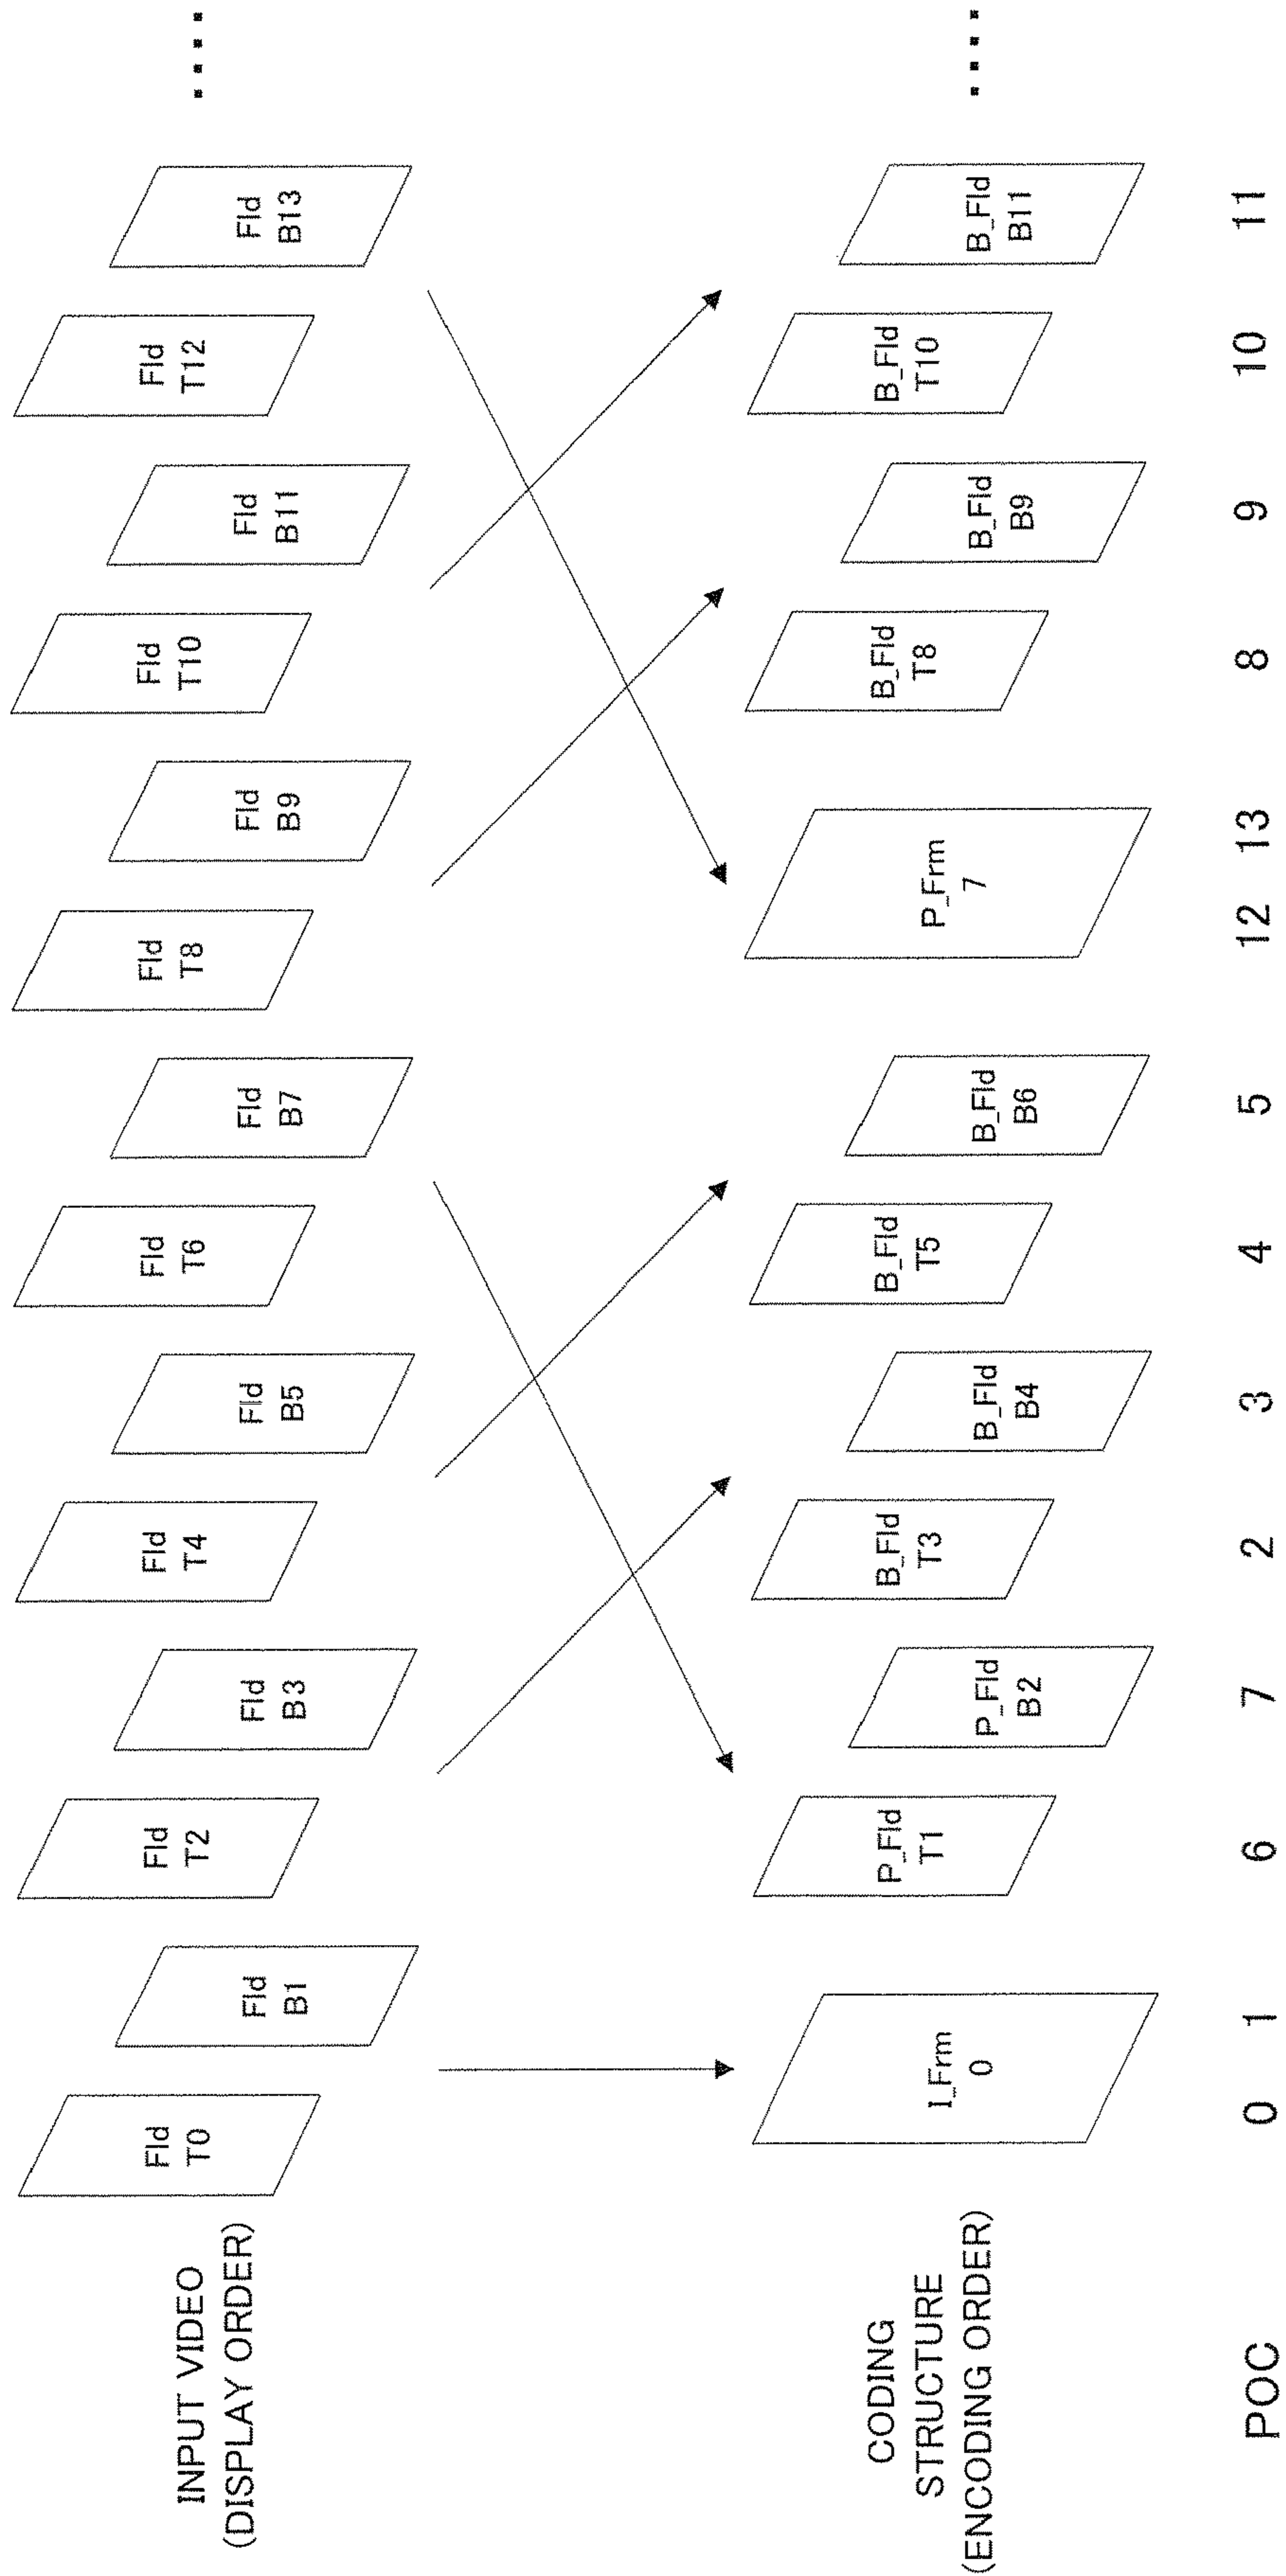 INPUT VIDEO
(DISPLAY ORDER)
Fld
T0
Fld
B1
Fld
T2
Fld
B3
Fld
T4
Fld
B5
Fld
T6
Fld
B7
Fld
T8
Fld
B9
Fld
T10
Fld
B11
Fld
T12
Fld
B13
CODING
STRUCTURE
(ENCODING ORDER)
I_Frm
0
P_Fld
T1
P_Fld
B2
B_Fld
T3
B_Fld
B4
B_Fld
T5
B_Fld
B6
P_Frm
7
B_Fld
T8
B_Fld
B9
B_Fld
T10
B_Fld
B11
POC 0 1 6 7 2 3 4 5 12 13 8 9 10 11